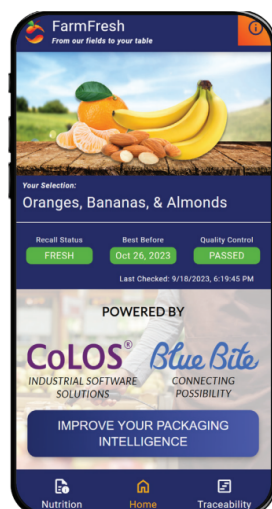 FarmFresh
From our fields to your table
Your Selection:
Oranges, Bananas, & Almonds
Recall Status
Best Before
Quality Control
FRESH
Oct 26, 2023
PASSED
Last Checked: 9/18/2023, 6:19:45 PM
POWERED BY
CoLOS®
Blue Bite
INDUSTRIAL SOFTWARE
SOLUTIONS
CONNECTING
POSSIBILITY
IMPROVE YOUR PACKAGING
INTELLIGENCE
Nutrition
Home
Traceability